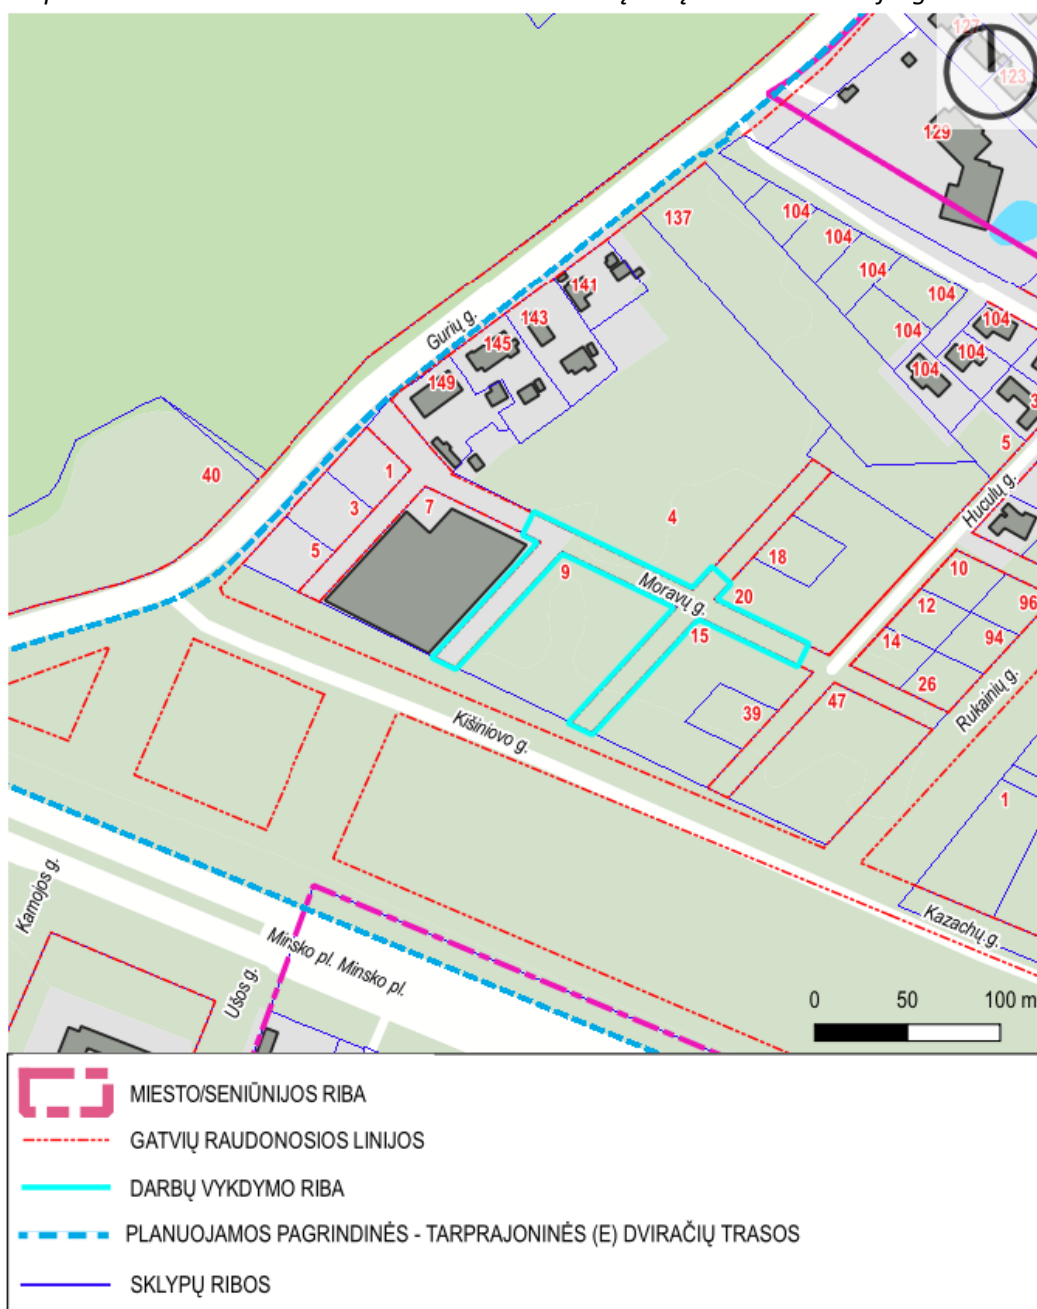 127
123
129
137
104
104
104
104
104
104
104
104
141
143
145
149
Gurių g.
40
1
3
5
7
4
9
Moravų g.
18
20
15
39
47
5
3
Huculų g.
10
12
14
26
96
94
Rukainių g.
1
Kišiniovo g.
Kazachų g.
Kamojos g.
Ušos g.
Minsko pl. Minsko pl.
0 50 100 m
MIESTO/SENIŪNIJOS RIBA
GATVIŲ RAUDONOSIOS LINIJOS
DARBŲ VYKDYMO RIBA
PLANUOJAMOS PAGRINDINĖS - TARPRAJONINĖS (E) DVIRAČIŲ TRASOS
SKLYPŲ RIBOS